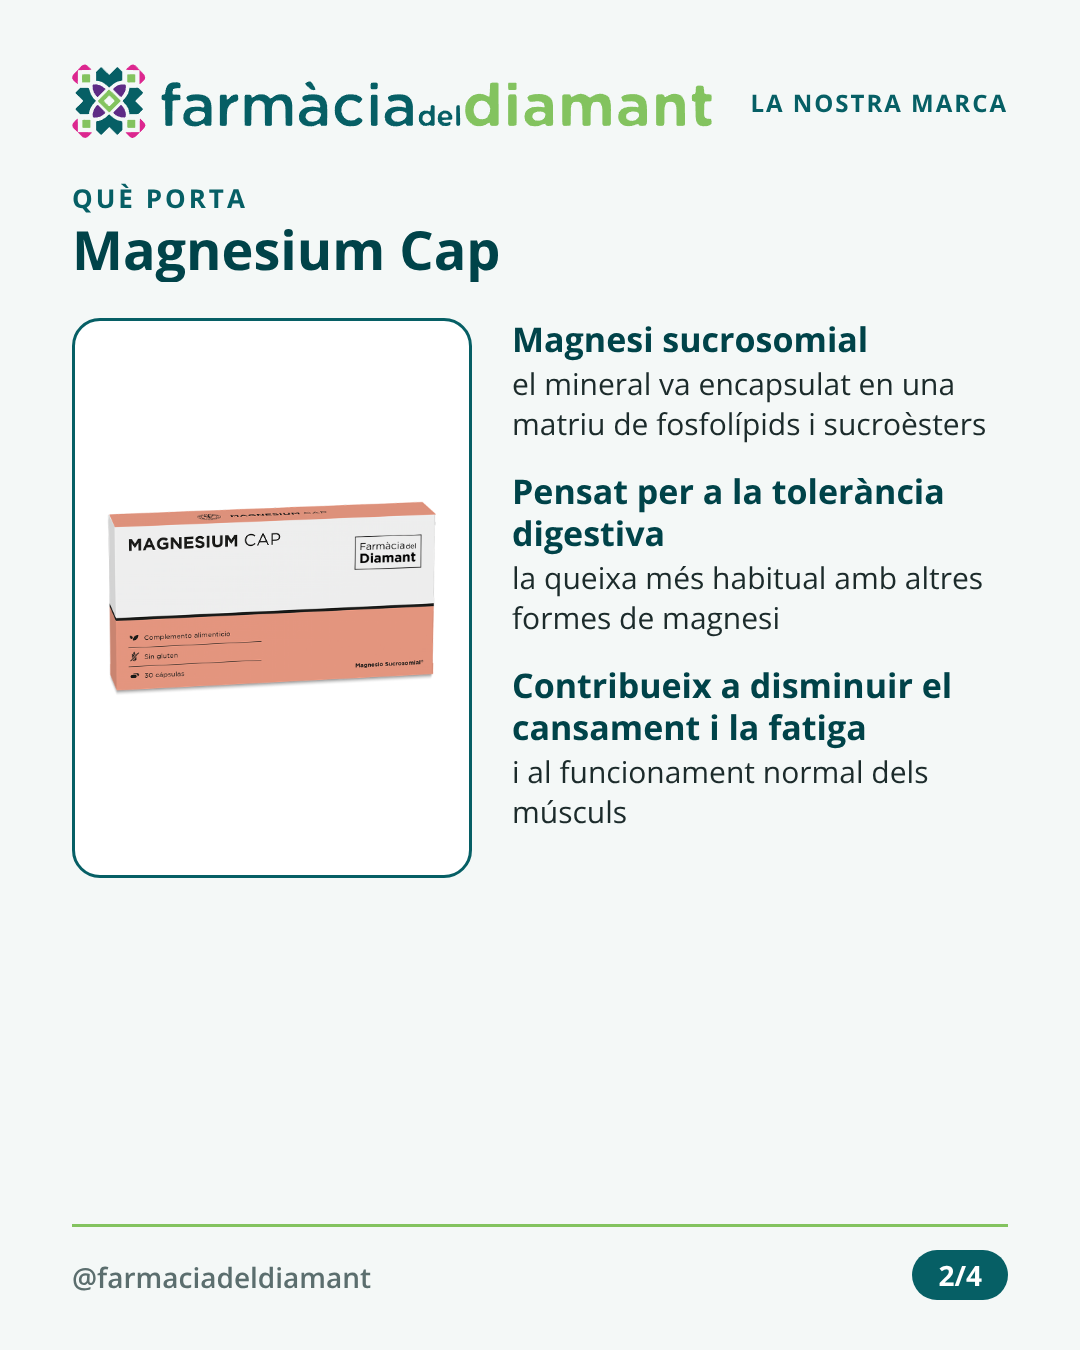 farmàciadeldiamant
LA NOSTRA MARCA
QUÈ PORTA
Magnesium Cap
MAGNESIUM CAP
MAGNESIUM CAP
Farmàciadel
Diamant
Complemento alimenticio
Sin gluten
30 cápsulas
Magnesio Sucrosomial®
Magnesi sucrosomial
el mineral va encapsulat en una
matriu de fosfolípids i sucroèsters
Pensat per a la tolerància
digestiva
la queixa més habitual amb altres
formes de magnesi
Contribueix a disminuir el
cansament i la fatiga
i al funcionament normal dels
músculs
@farmaciadeldiamant
2/4